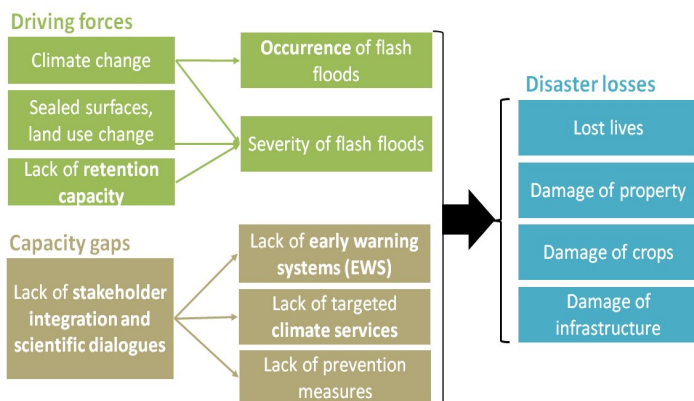 Driving forces
Climate change
Sealed surfaces,
land use change
Lack of retention
capacity
Occurrence of flash
floods
Severity of flash floods
Capacity gaps
Lack of stakeholder
integration and
scientific dialogues
Lack of early warning
systems (EWS)
Lack of targeted
climate services
Lack of prevention
measures
Disaster losses
Lost lives
Damage of property
Damage of crops
Damage of
infrastructure